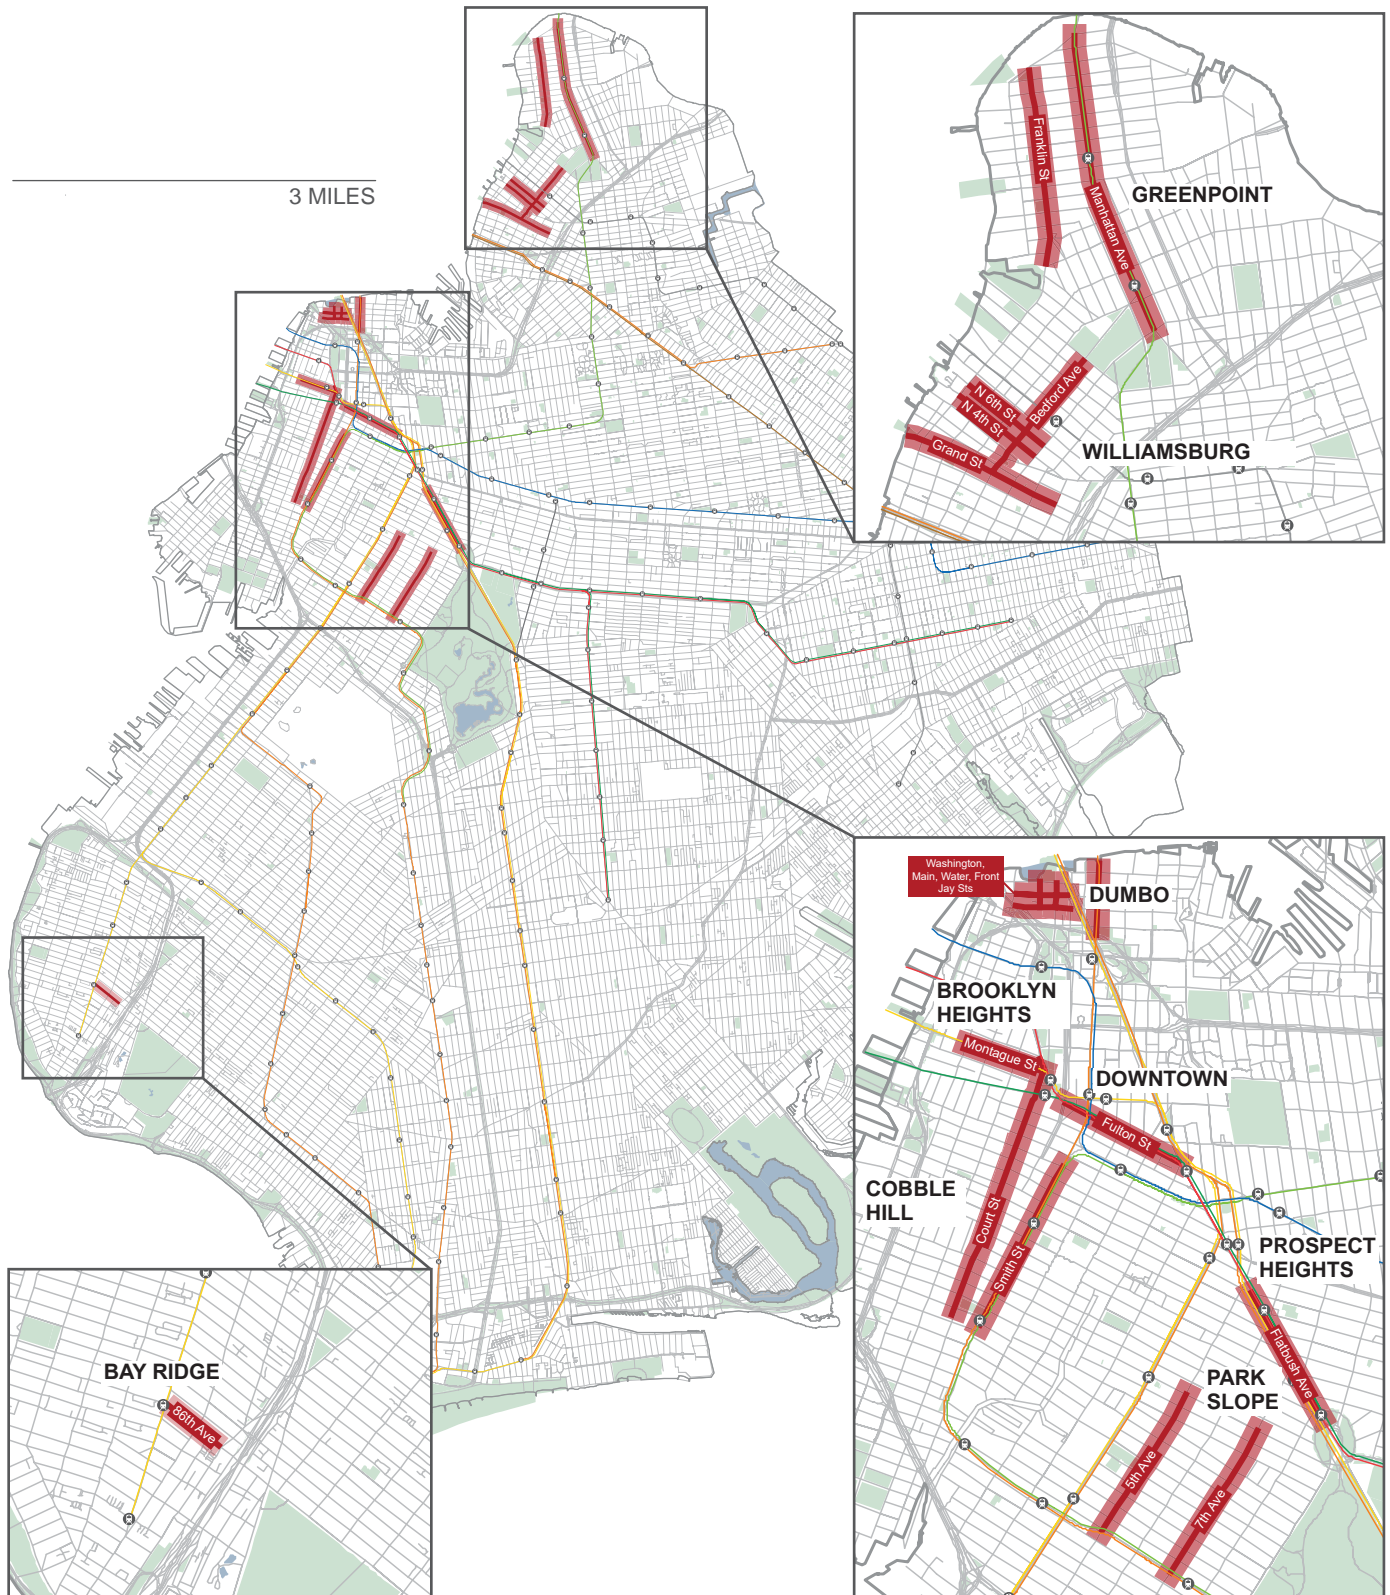 3 MILES
Franklin St
Manhattan Ave
GREENPOINT
Bedford Ave
N 6th St
N 4th St
Grand St
WILLIAMSBURG
Washington,
Main, Water, Front
Jay Sts
DUMBO
BROOKLYN
HEIGHTS
Montague St
DOWNTOWN
Fulton St
COBBLE
HILL
Court St
Smith St
PROSPECT
HEIGHTS
Flatbush Ave
PARK
SLOPE
5th Ave
7th Ave
BAY RIDGE
86th Ave